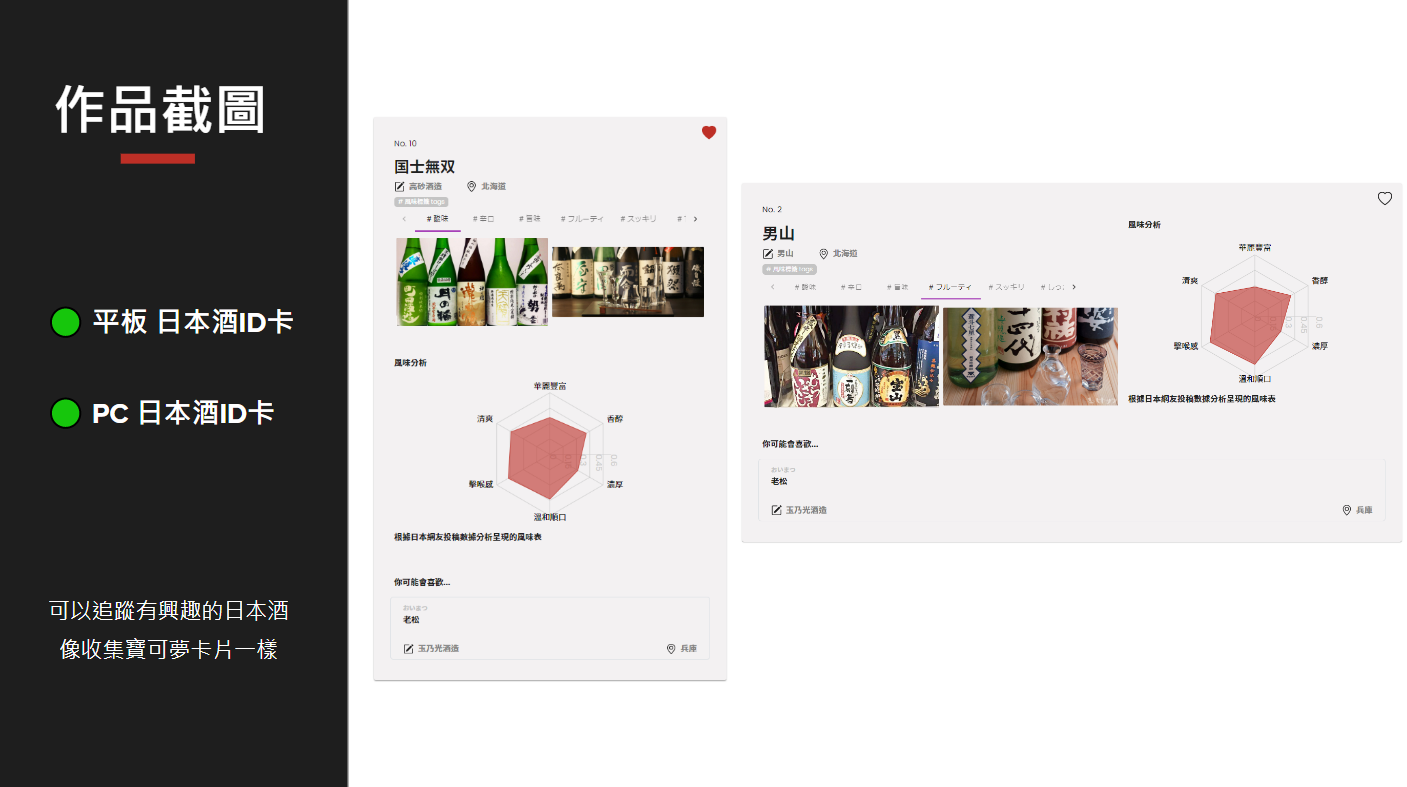 作品截圖
平板 日本酒ID卡
PC 日本酒ID卡
可以追蹤有興趣的日本酒
像收集寶可夢卡片一樣
No. 10
国士無双
高砂酒造 北海道
# 風味標籤 tags
# 酸味 # 辛口 # 旨味 # フルーティ # スッキリ #
風味分析
華麗豐富
清爽 香醇
0.3 0.45 0.6
擊喉感 濃厚
溫和順口
根據日本網友投稿數據分析呈現的風味表
你可能會喜歡...
おいまつ
老松
玉乃光酒造 兵庫
No. 2
男山
男山 北海道
# 風味標籤 tags
# 酸味 # 辛口 # 旨味 # フルーティ # スッキリ # しっ
風味分析
華麗豐富
清爽 香醇
0.3 0.45 0.6
擊喉感 濃厚
溫和順口
根據日本網友投稿數據分析呈現的風味表
你可能會喜歡...
おいまつ
老松
玉乃光酒造 兵庫